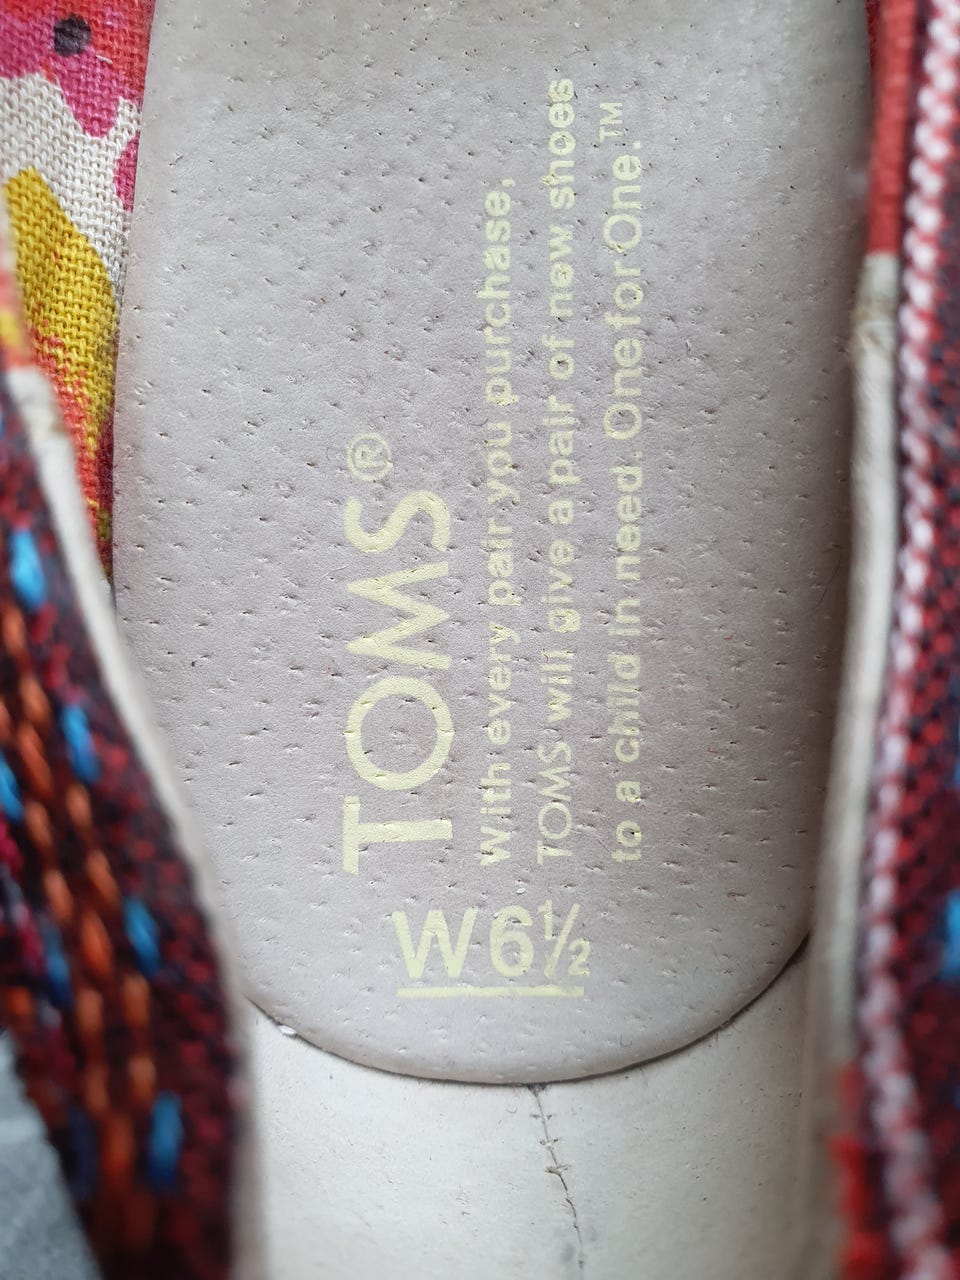 TOMS®
With every pair you purchase,
TOMS will give a pair of new shoes
to a child in need. One for One.™
W 6½